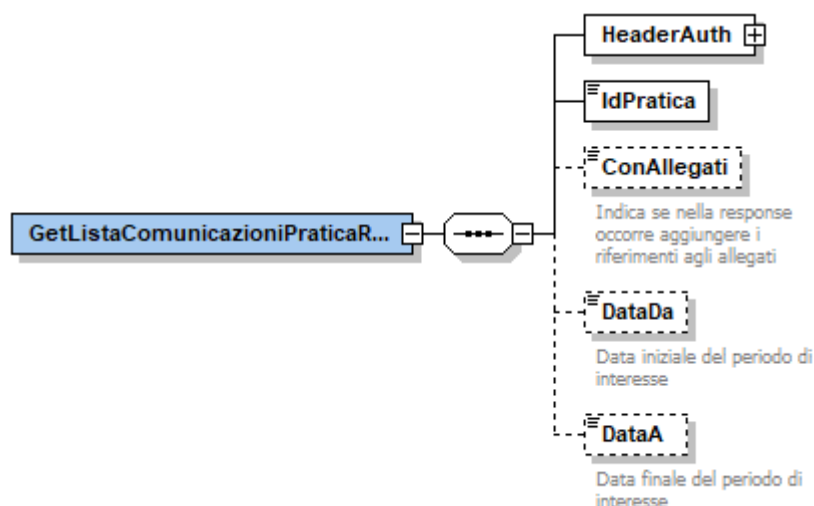 HeaderAuth
IdPratica
ConAllegati
Indica se nella response
occorre aggiungere i
riferimenti agli allegati
GetListaComunicazioniPraticaR...
DataDa
Data iniziale del periodo di
interesse
DataA
Data finale del periodo di
interesse